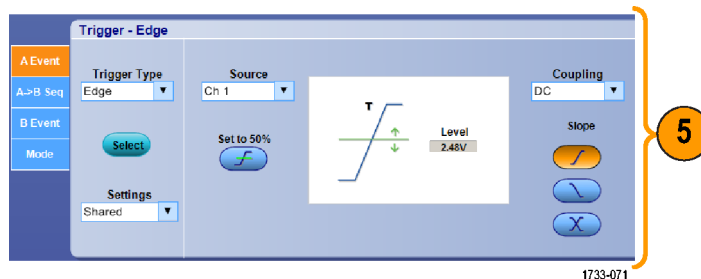 Trigger - Edge
A Event
A->B Seq
B Event
Mode
Trigger Type
Edge
Select
Settings
Shared
Source
Ch 1
Set to 50%
T
Level
2.48V
Coupling
DC
Slope
5
1733-071